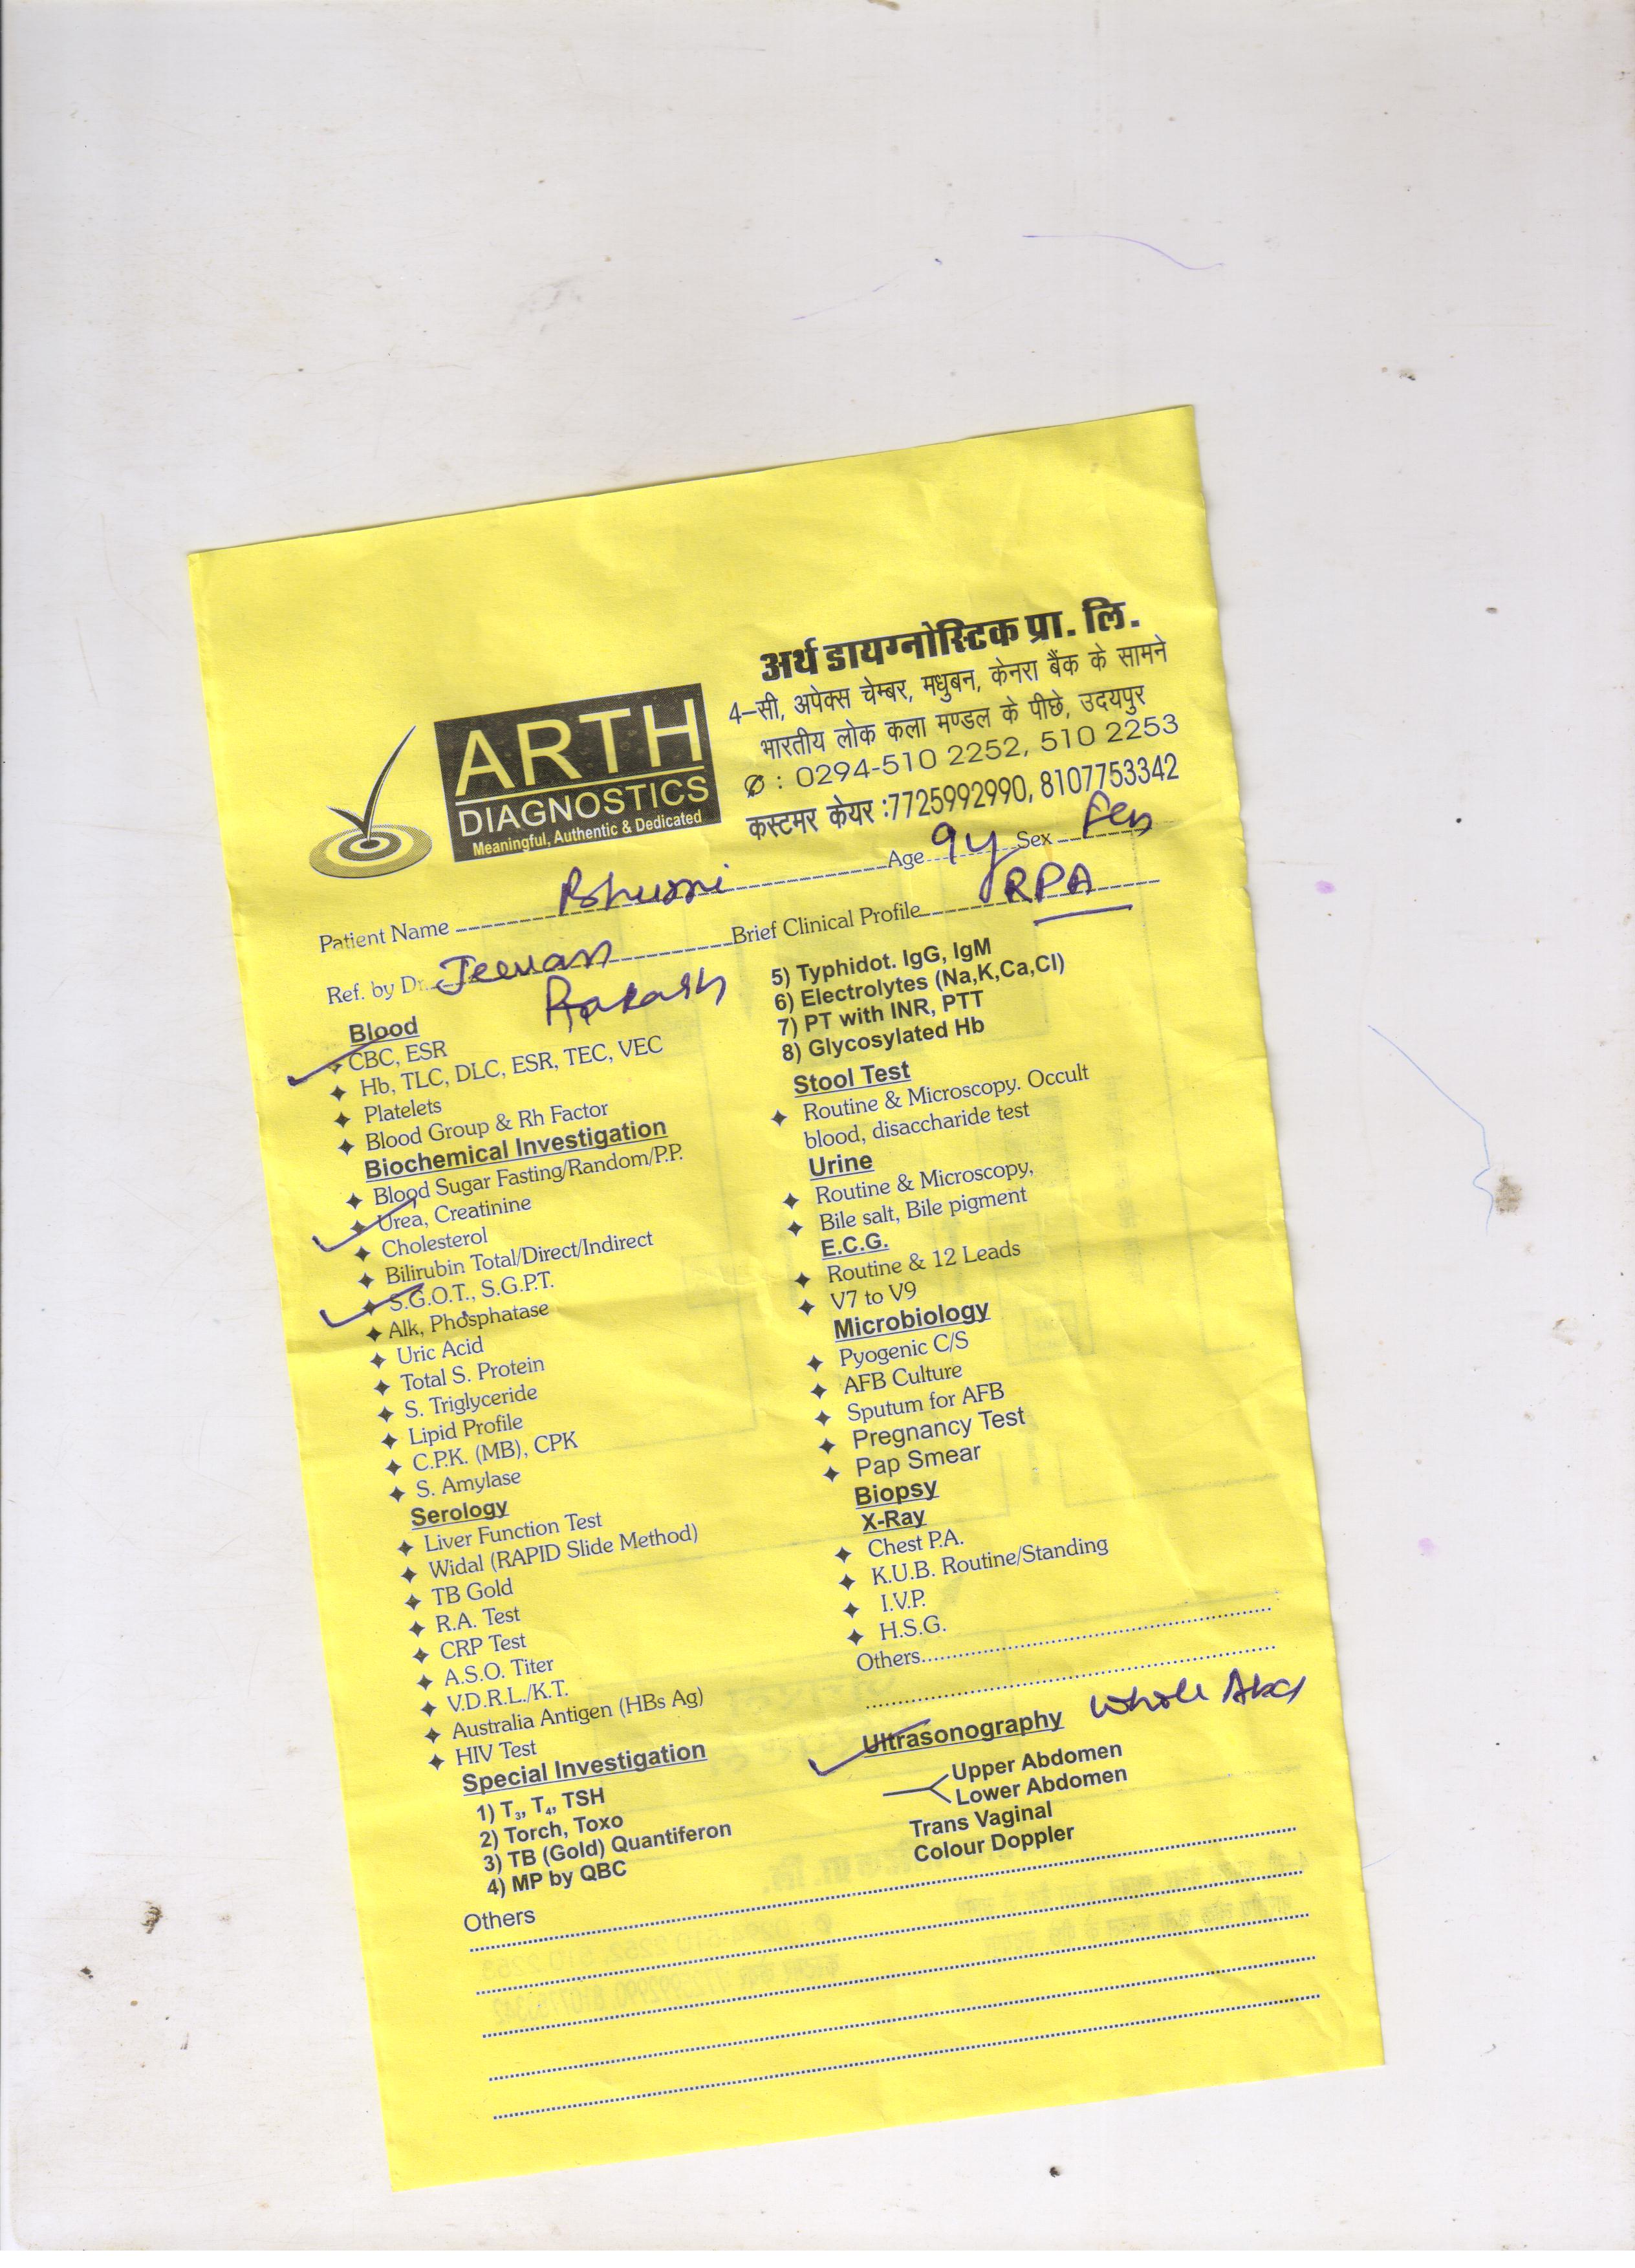 अर्थ डायग्नोस्टिक प्रा. लि.
4–सी, अपेक्स चेम्बर, मधुबन, केनरा बैंक के सामने
भारतीय लोक कला मण्डल के पीछे, उदयपुर
: 0294-510 2252, 510 2253
कस्टमर केयर :7725992990, 8107753342
ARTH
DIAGNOSTICS
Meaningful, Authentic & Dedicated
Patient Name Bhumi Age 9y Sex Fem
Ref. by Dr. Jeevan Prakash Brief Clinical Profile RPA
Blood
CBC, ESR
Hb, TLC, DLC, ESR, TEC, VEC
Platelets
Blood Group & Rh Factor
Biochemical Investigation
Blood Sugar Fasting/Random/P.P.
Urea, Creatinine
Cholesterol
Bilirubin Total/Direct/Indirect
S.G.O.T., S.G.P.T.
Alk, Phosphatase
Uric Acid
Total S. Protein
S. Triglyceride
Lipid Profile
C.P.K. (MB), CPK
S. Amylase
Serology
Liver Function Test
Widal (RAPID Slide Method)
TB Gold
R.A. Test
CRP Test
A.S.O. Titer
V.D.R.L./K.T.
Australia Antigen (HBs Ag)
HIV Test
Special Investigation
1) T₃, T₄, TSH
2) Torch, Toxo
3) TB (Gold) Quantiferon
4) MP by QBC
5) Typhidot. IgG, IgM
6) Electrolytes (Na,K,Ca,Cl)
7) PT with INR, PTT
8) Glycosylated Hb
Stool Test
Routine & Microscopy. Occult
blood, disaccharide test
Urine
Routine & Microscopy,
Bile salt, Bile pigment
E.C.G.
Routine & 12 Leads
V7 to V9
Microbiology
Pyogenic C/S
AFB Culture
Sputum for AFB
Pregnancy Test
Pap Smear
Biopsy
X-Ray
Chest P.A.
K.U.B. Routine/Standing
I.V.P.
H.S.G.
Others
Ultrasonography Whole Abd
Upper Abdomen
Lower Abdomen
Trans Vaginal
Colour Doppler
Others